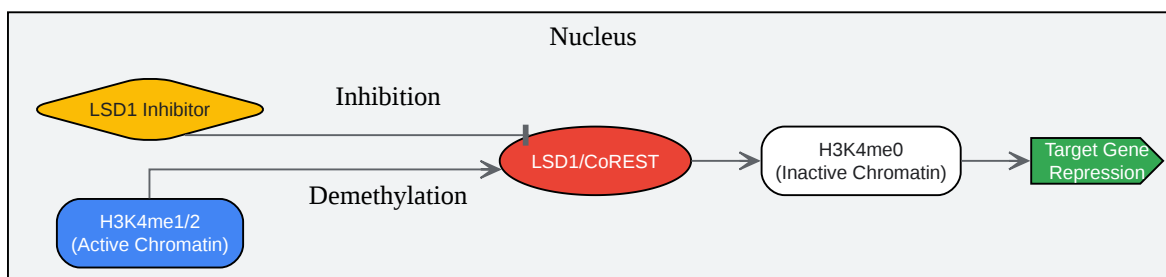 Nucleus
LSD1 Inhibitor
Inhibition
LSD1/CoREST
H3K4me0
(Inactive Chromatin)
Target Gene
Repression
Demethylation
H3K4me1/2
(Active Chromatin)